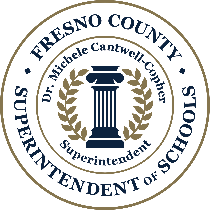 FRESNO COUNTY
SUPERINTENDENT OF SCHOOLS
Dr. Michele Cantwell-Copher
Superintendent